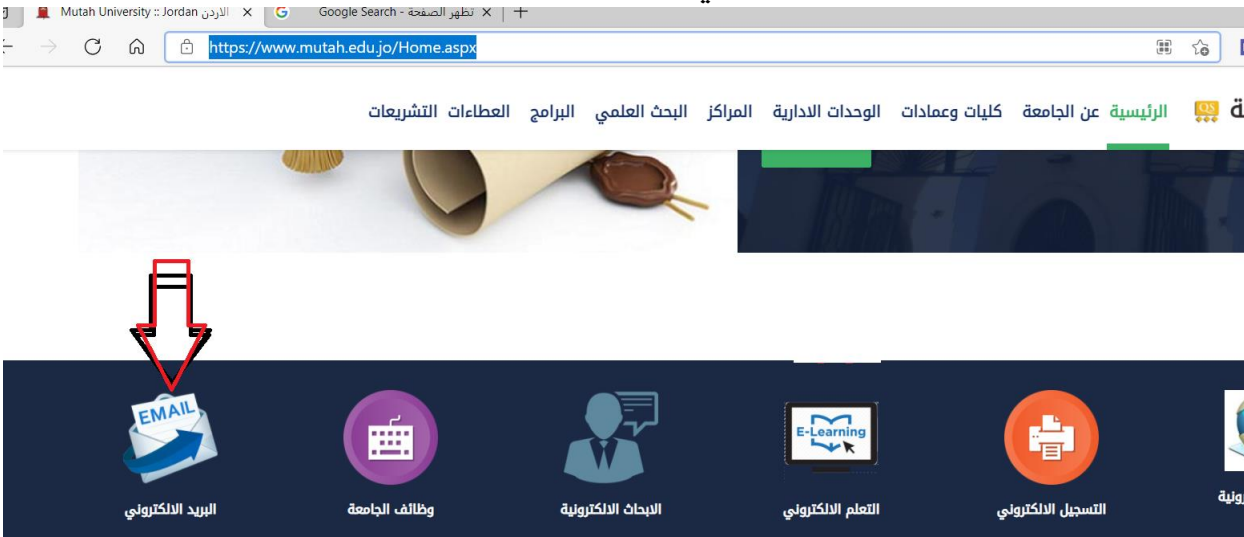 Mutah University :: Jordan الاردن
Google Search - تظهر الصفحة
https://www.mutah.edu.jo/Home.aspx
QS الرئيسية عن الجامعة كليات وعمادات الوحدات الادارية المراكز البحث العلمي البرامج العطاءات التشريعات
E-Learning EMAIL
التسجيل الالكتروني التعلم الالكتروني الابحاث الالكترونية وظائف الجامعة البريد الالكتروني